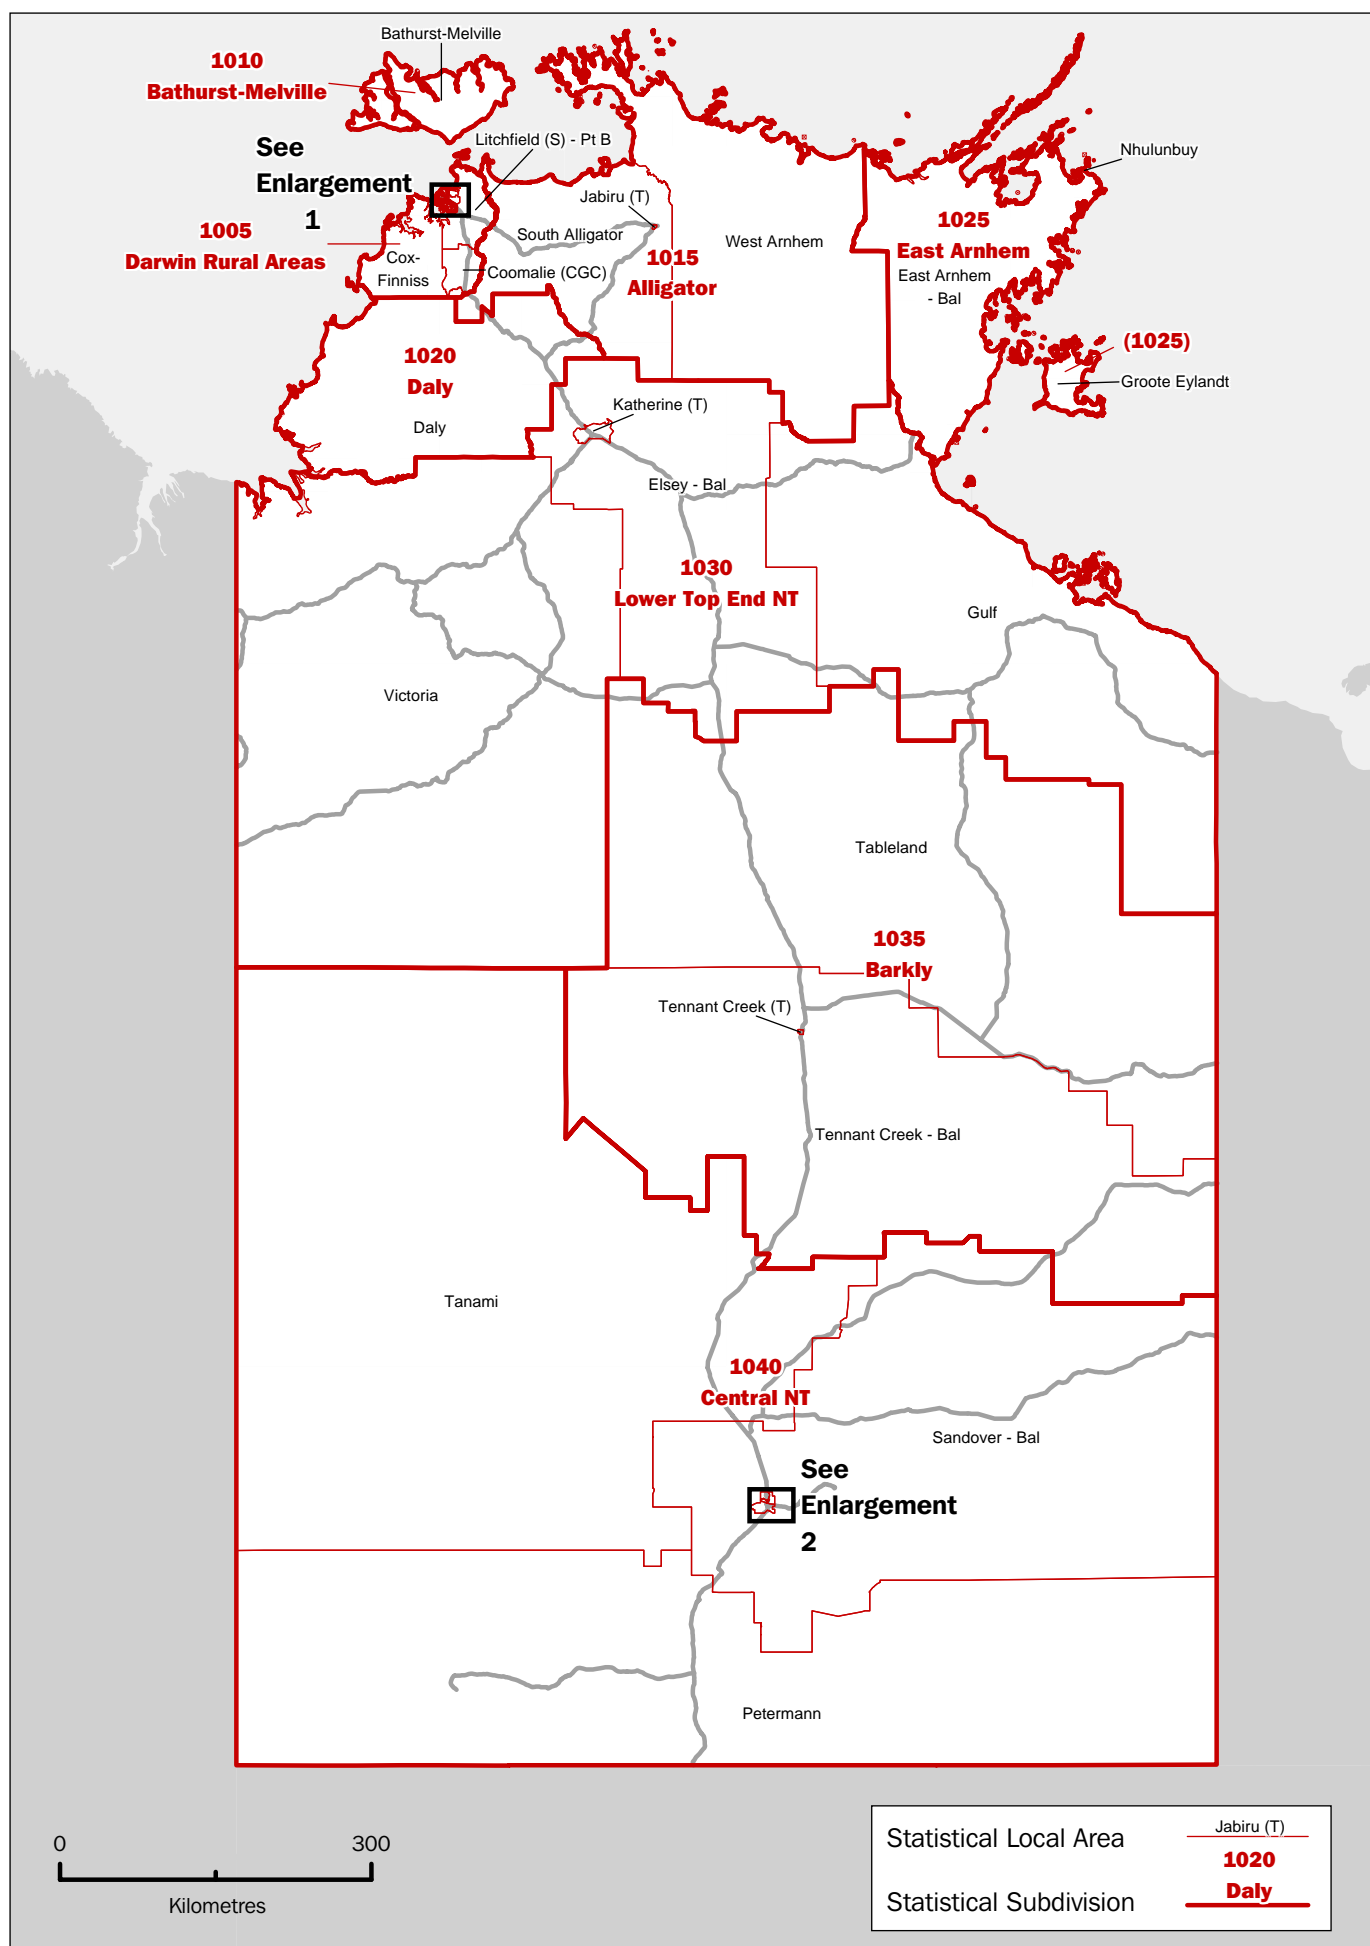 Bathurst-Melville
1010
Bathurst-Melville
See
Enlargement
1
Litchfield (S) - Pt B
Nhulunbuy
Jabiru (T)
1025
East Arnhem
East Arnhem
- Bal
1005
Darwin Rural Areas
South Alligator
West Arnhem
1015
Alligator
Cox-
Finniss
Coomalie (CGC)
(1025)
Groote Eylandt
1020
Daly
Daly
Katherine (T)
Elsey - Bal
1030
Lower Top End NT
Gulf
Victoria
Tableland
1035
Barkly
Tennant Creek (T)
Tennant Creek - Bal
Tanami
1040
Central NT
Sandover - Bal
See
Enlargement
2
Petermann
0 300
Kilometres
Statistical Local Area
Jabiru (T)
1020
Daly
Statistical Subdivision